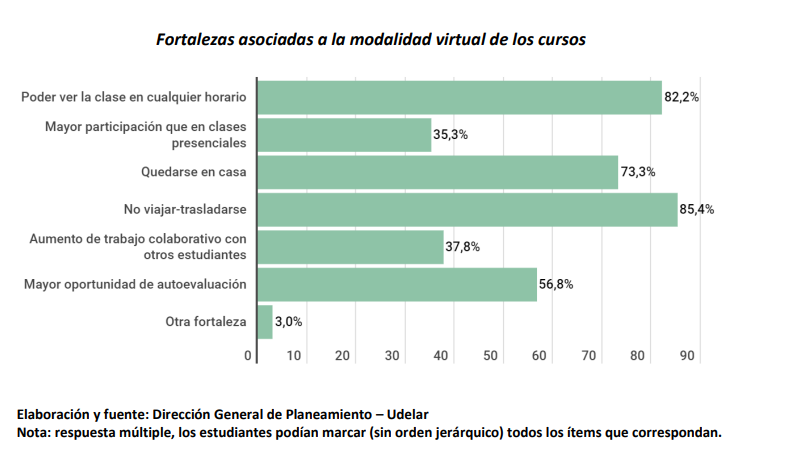 Fortalezas asociadas a la modalidad virtual de los cursos
Poder ver la clase en cualquier horario
82,2%
Mayor participación que en clases
presenciales
35,3%
Quedarse en casa
73,3%
No viajar-trasladarse
85,4%
Aumento de trabajo colaborativo con
otros estudiantes
37,8%
Mayor oportunidad de autoevaluación
56,8%
Otra fortaleza
3,0%
0 10 20 30 40 50 60 70 80 90
Elaboración y fuente: Dirección General de Planeamiento – Udelar
Nota: respuesta múltiple, los estudiantes podían marcar (sin orden jerárquico) todos los ítems que correspondan.